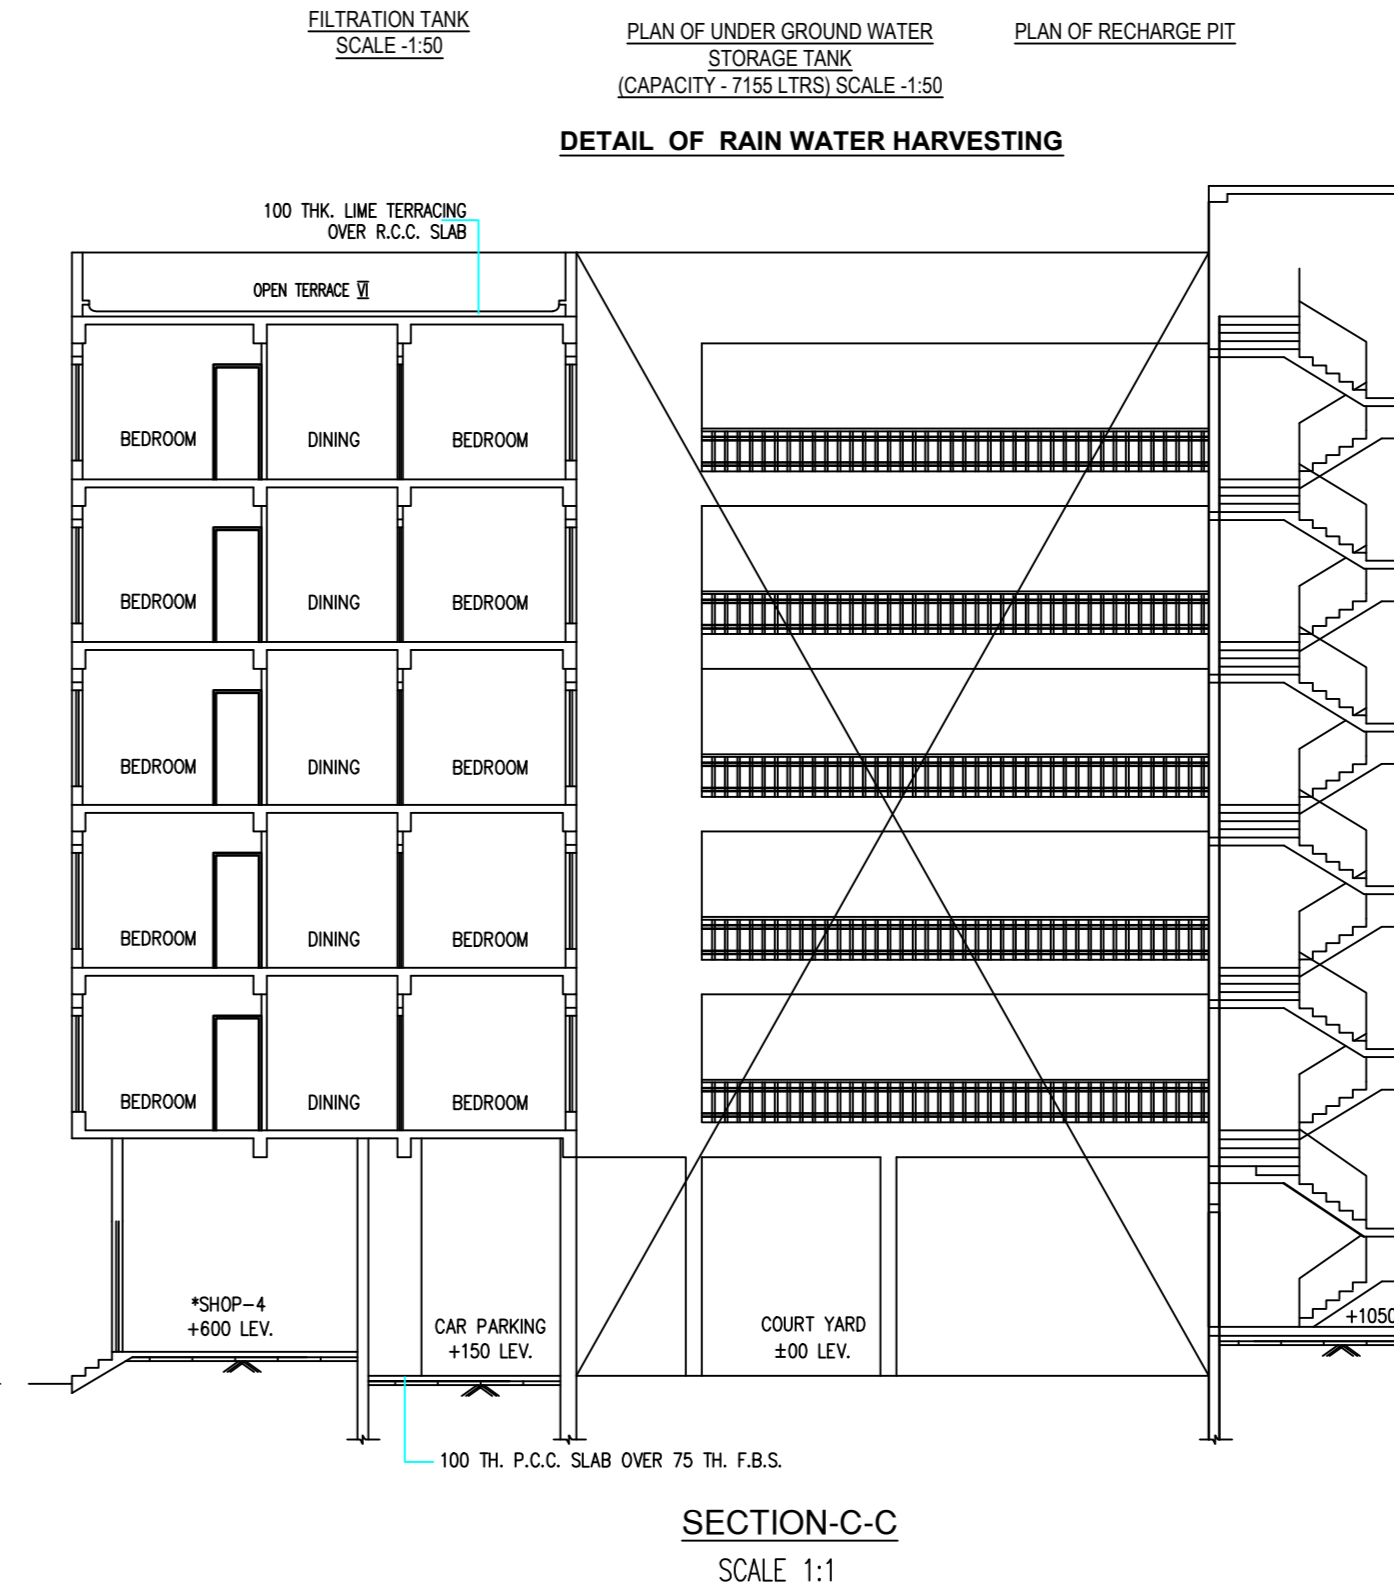 FILTRATION TANK
SCALE -1:50
PLAN OF UNDER GROUND WATER
STORAGE TANK
(CAPACITY - 7155 LTRS) SCALE -1:50
PLAN OF RECHARGE PIT
DETAIL OF RAIN WATER HARVESTING
100 THK. LIME TERRACING
OVER R.C.C. SLAB
OPEN TERRACE VI
BEDROOM DINING BEDROOM
BEDROOM DINING BEDROOM
BEDROOM DINING BEDROOM
BEDROOM DINING BEDROOM
BEDROOM DINING BEDROOM
*SHOP-4
+600 LEV.
CAR PARKING
+150 LEV.
COURT YARD
±00 LEV.
+1050
100 TH. P.C.C. SLAB OVER 75 TH. F.B.S.
SECTION-C-C
SCALE 1:1